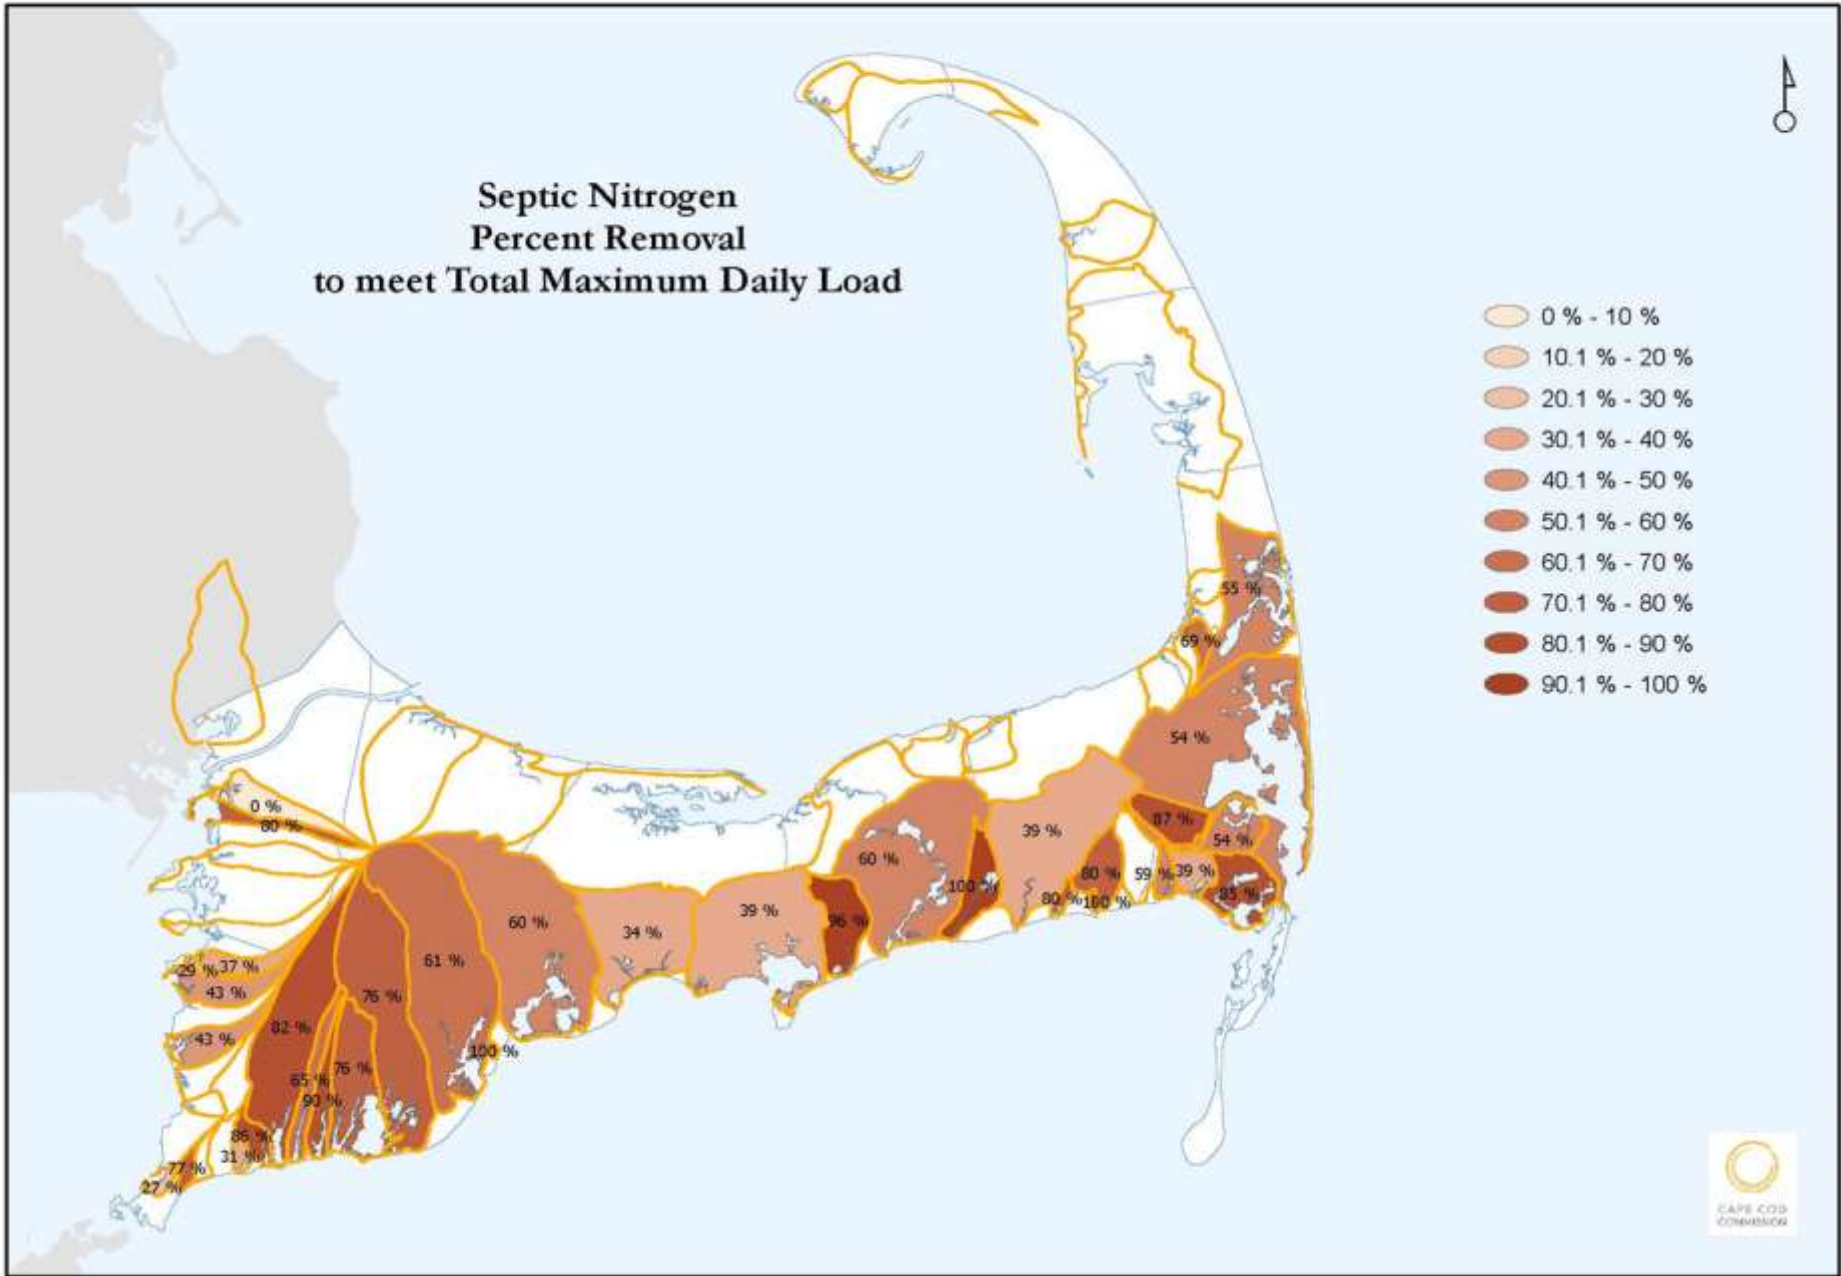 Septic Nitrogen
Percent Removal
to meet Total Maximum Daily Load
0 % - 10 %
10.1 % - 20 %
20.1 % - 30 %
30.1 % - 40 %
40.1 % - 50 %
50.1 % - 60 %
60.1 % - 70 %
70.1 % - 80 %
80.1 % - 90 %
90.1 % - 100 %
55 %
69 %
54 %
0 %
80 %
87 %
39 %
54 %
60 %
80 %
59 %
39 %
100 %
85 %
80 %
100 %
39 %
96 %
60 %
34 %
61 %
29 %
37 %
43 %
76 %
82 %
43 %
100 %
76 %
65 %
90 %
86 %
31 %
77 %
27 %
CAPE COD
COMMISSION